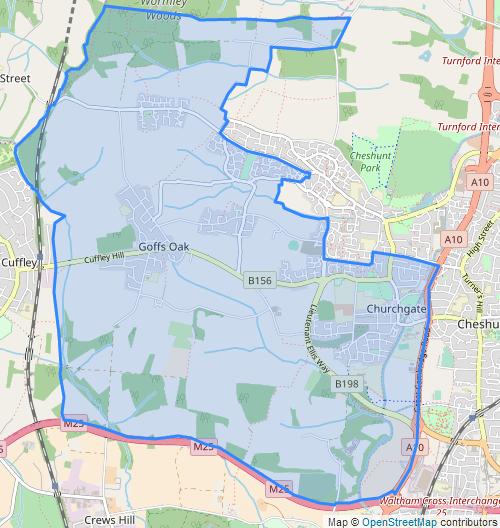 Wormley
Woods
Street
Turnford Inter
Turnford Inter
Cheshunt
Park
A10
High Street
A10
Goffs Oak
Cuffley Hill
Cuffley
B156
Turner's Hill
Lieutenant Ellis Way
Churchgate
Cheshu
B198
M25
A10
M25
M25
Waltham Cross Interchange
25
Crews Hill
Map © OpenStreetMap contributors